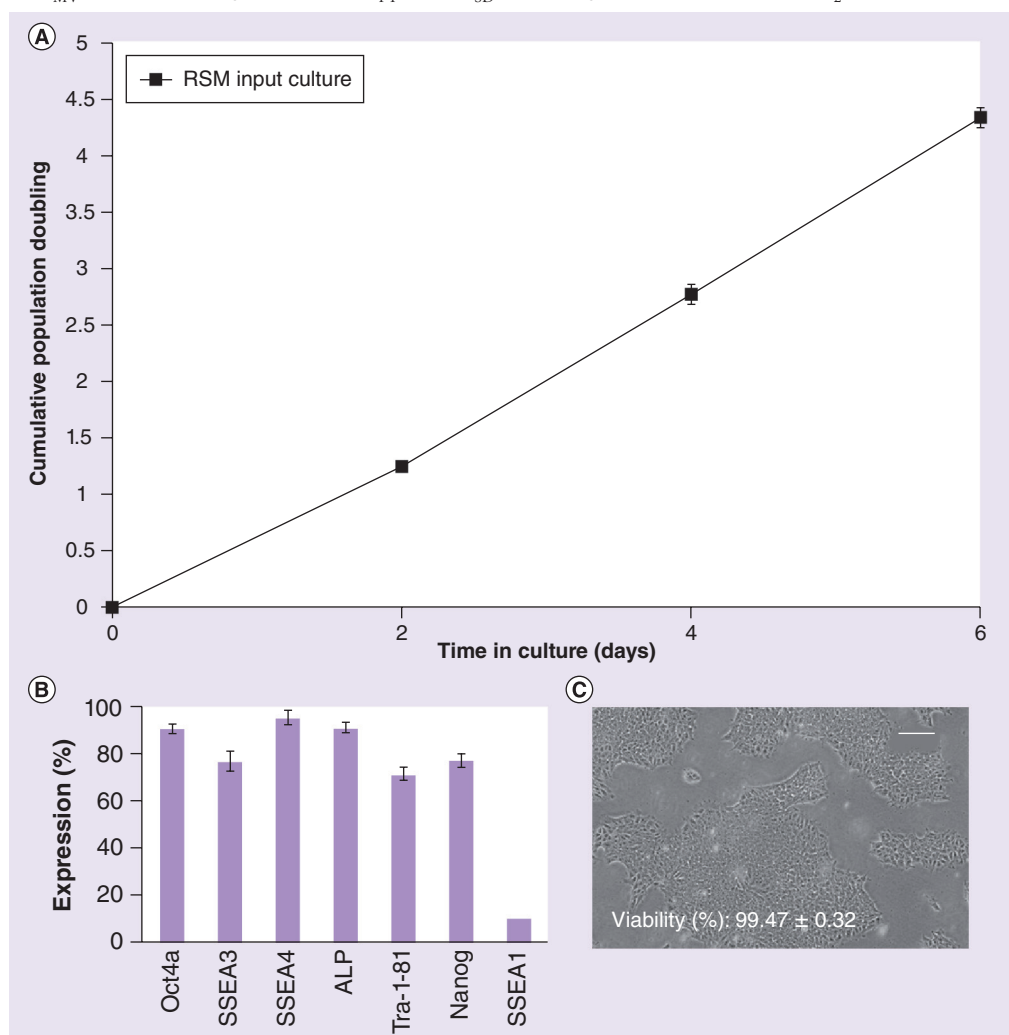 A
Cumulative population doubling
5
4.5
4
3.5
3
2.5
2
1.5
1
0.5
0
RSM input culture
0 2 4 6
Time in culture (days)
B
Expression (%)
100
80
60
40
20
0
Oct4a
SSEA3
SSEA4
ALP
Tra-1-81
Nanog
SSEA1
C
Viability (%): 99.47 ± 0.32